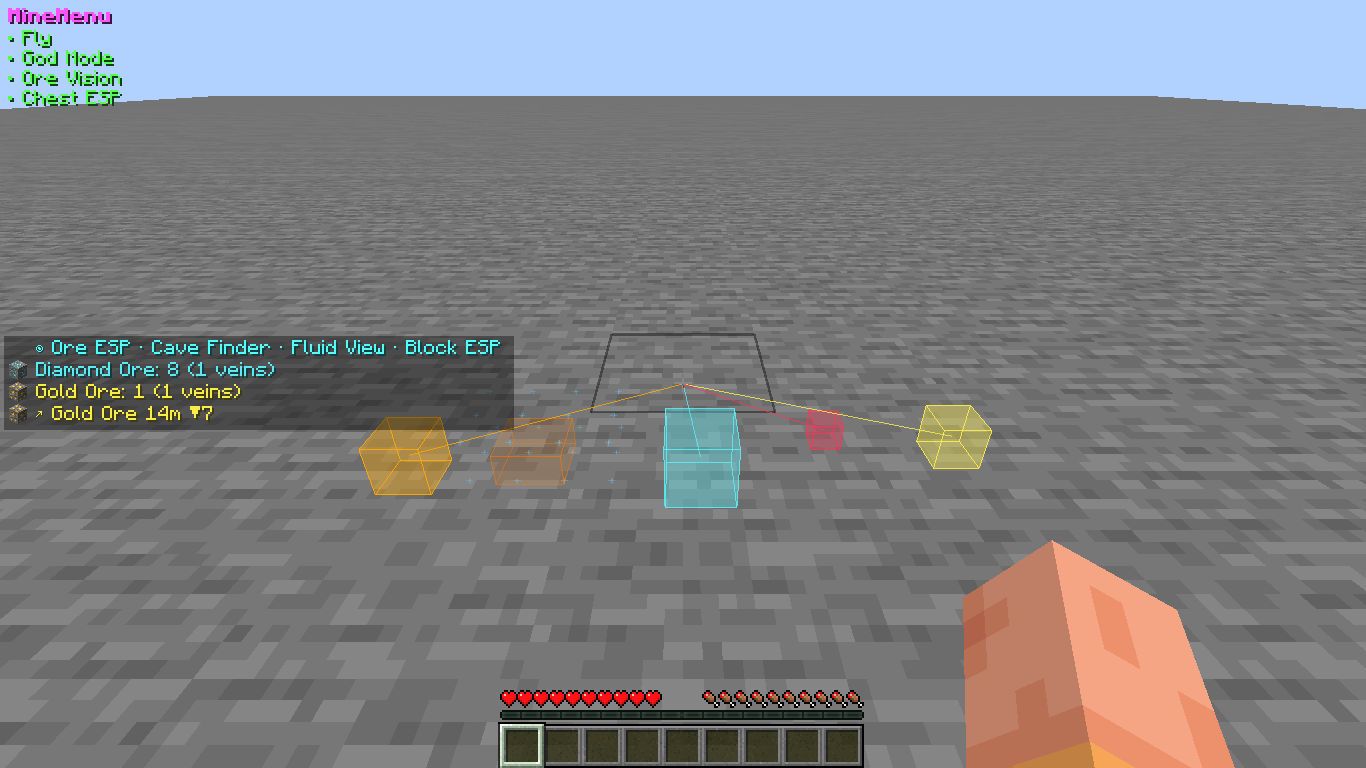 MineMenu
• Fly
• God Mode
• Ore Vision
• Chest ESP
◎ Ore ESP · Cave Finder · Fluid View · Block ESP
Diamond Ore: 8 (1 veins)
Gold Ore: 1 (1 veins)
↗ Gold Ore 14m ▼7